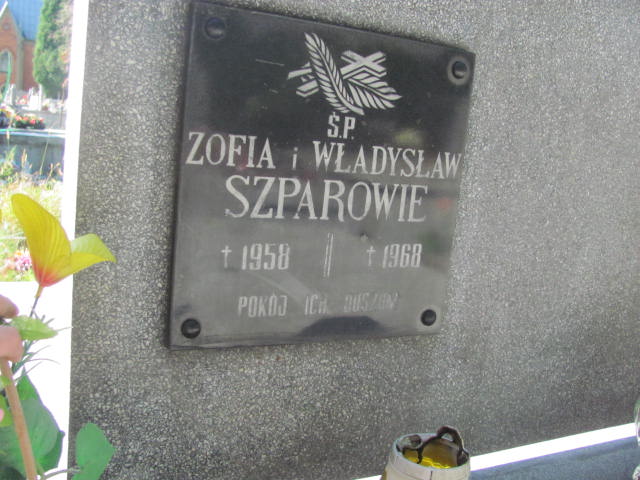 Ś.P.
ZOFIA i WŁADYSŁAW
SZPAROWIE
† 1958 † 1968
POKÓJ ICH DUSZOM